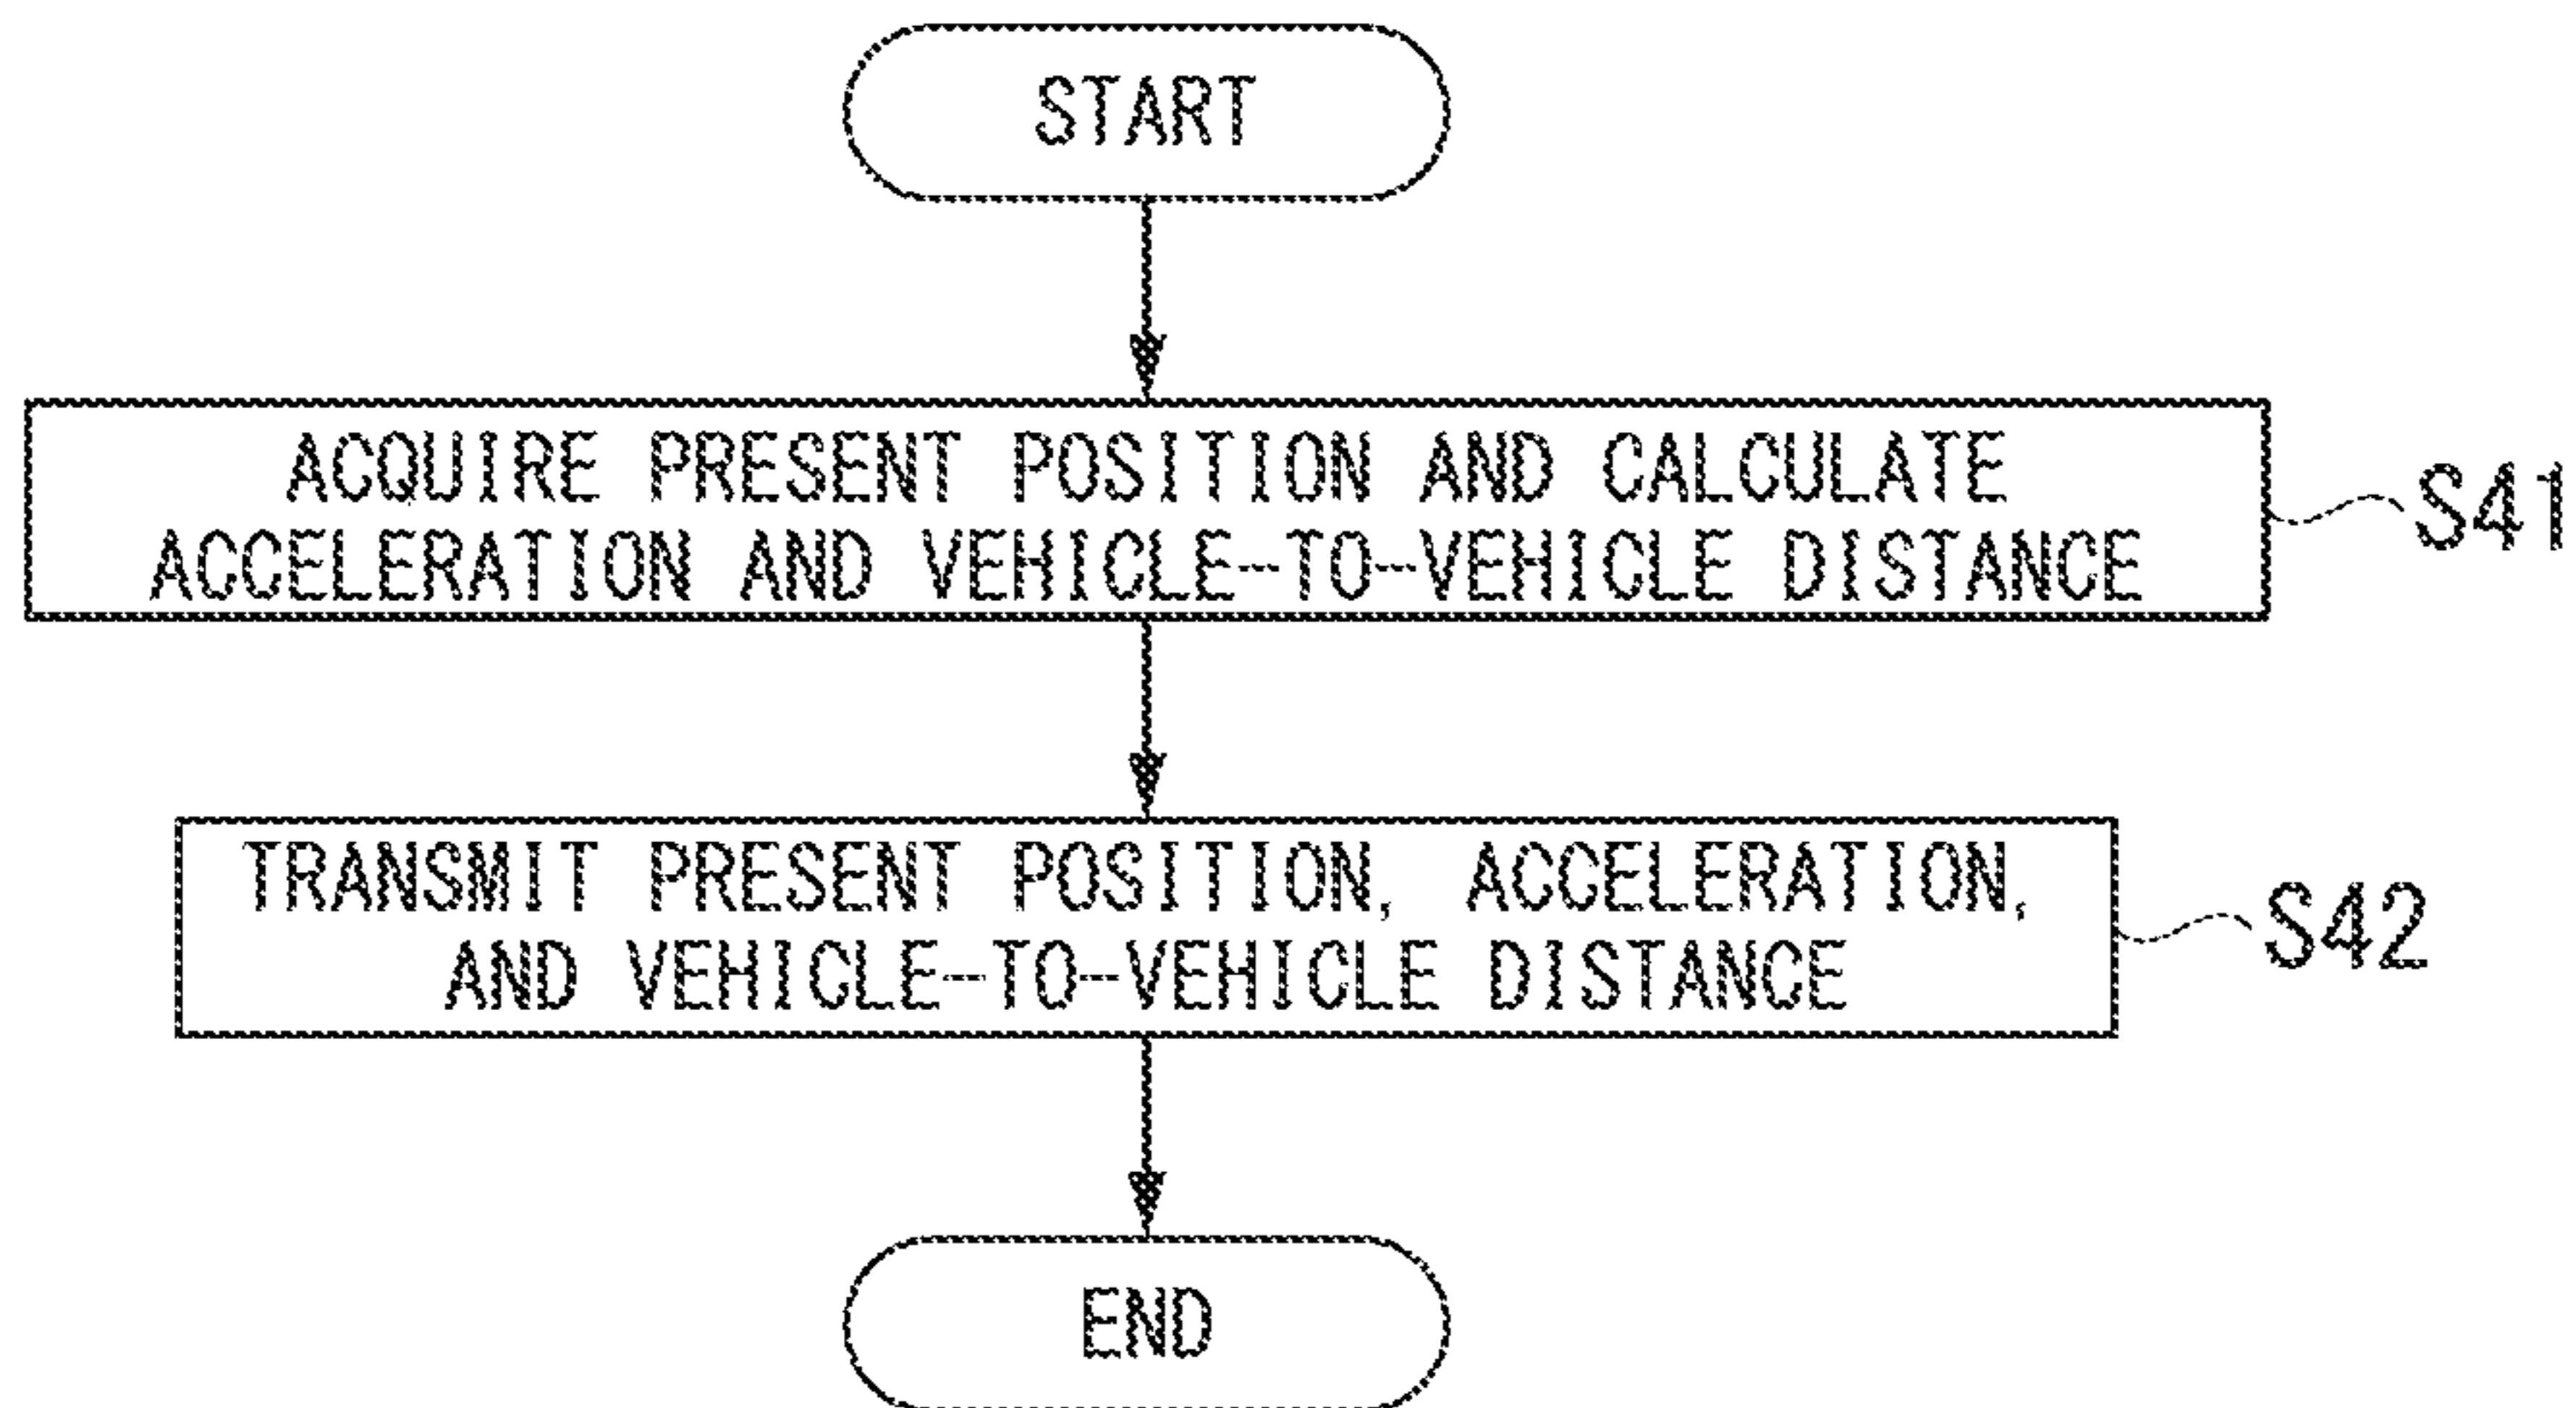 START
ACQUIRE PRESENT POSITION AND CALCULATE
ACCELERATION AND VEHICLE-TO-VEHICLE DISTANCE
S41
TRANSMIT PRESENT POSITION, ACCELERATION,
AND VEHICLE-TO-VEHICLE DISTANCE
S42
END